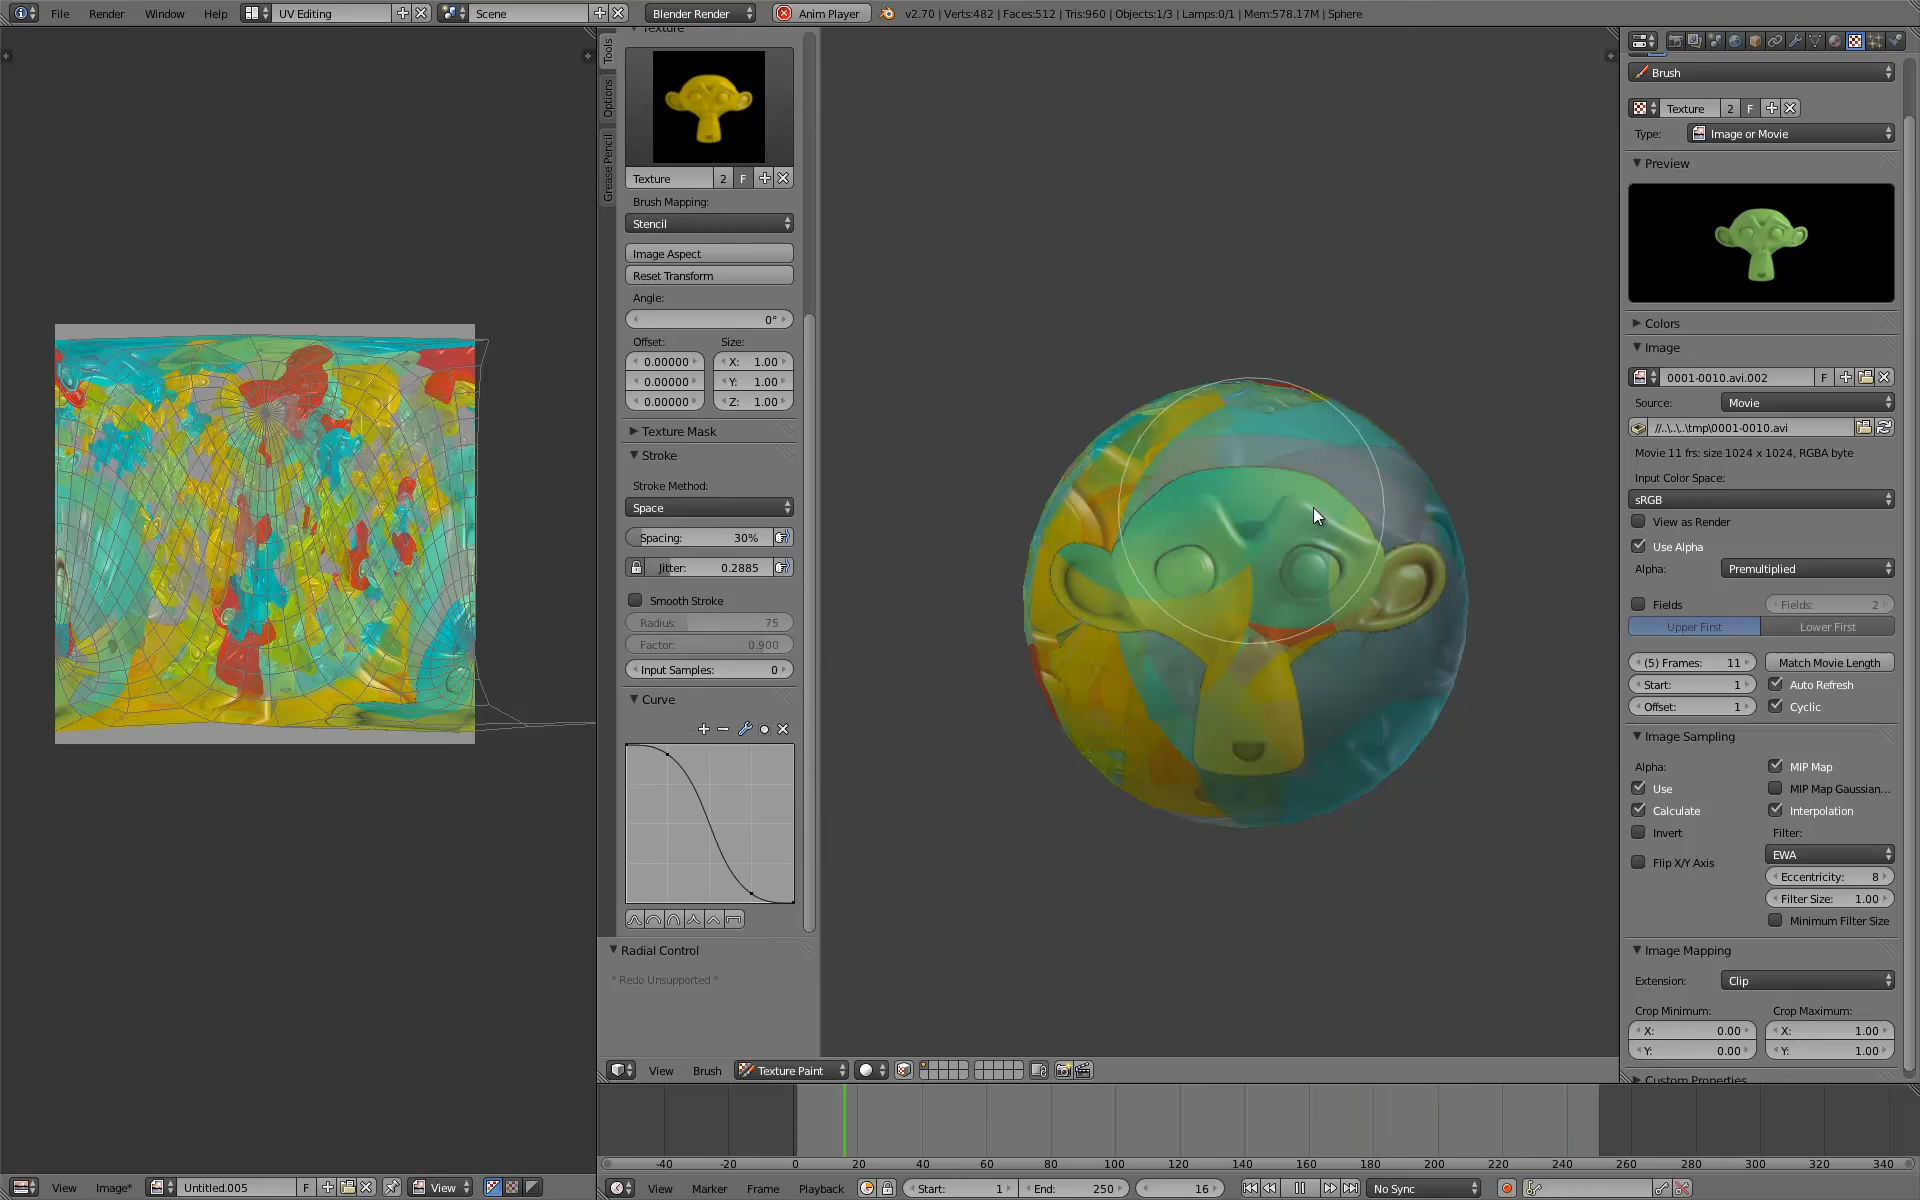 File Render Window Help UV Editing Scene Blender Render Anim Player v2.70 | Verts:482 | Faces:512 | Tris:960 | Objects:1/3 | Lamps:0/1 | Mem:578.17M | Sphere
Tools
Options
Grease Pencil
Texture
Texture 2 F
Brush Mapping:
Stencil
Image Aspect
Reset Transform
Angle:
0°
Offset: Size:
0.00000 X: 1.00
0.00000 Y: 1.00
0.00000 Z: 1.00
Texture Mask
Stroke
Stroke Method:
Space
Spacing: 30%
Jitter: 0.2885
Smooth Stroke
Radius: 75
Factor: 0.900
Input Samples: 0
Curve
Radial Control
* Redo Unsupported *
View Brush Texture Paint
Brush
Texture 2 F
Type: Image or Movie
Preview
Colors
Image
0001-0010.avi.002 F
Source: Movie
//..\..\..\tmp\0001-0010.avi
Movie 11 frs: size 1024 x 1024, RGBA byte
Input Color Space:
sRGB
View as Render
Use Alpha
Alpha: Premultiplied
Fields Fields: 2
Upper First Lower First
(5) Frames: 11 Match Movie Length
Start: 1 Auto Refresh
Offset: 1 Cyclic
Image Sampling
Alpha: MIP Map
Use MIP Map Gaussian...
Calculate Interpolation
Invert Filter:
Flip X/Y Axis EWA
Eccentricity: 8
Filter Size: 1.00
Minimum Filter Size
Image Mapping
Extension: Clip
Crop Minimum: Crop Maximum:
X: 0.00 X: 1.00
Y: 0.00 Y: 1.00
Custom Properties
-40 -20 0 20 40 60 80 100 120 140 160 180 200 220 240 260 280 300 320 340
View Image* Untitled.005 F View
View Marker Frame Playback Start: 1 End: 250 16 No Sync